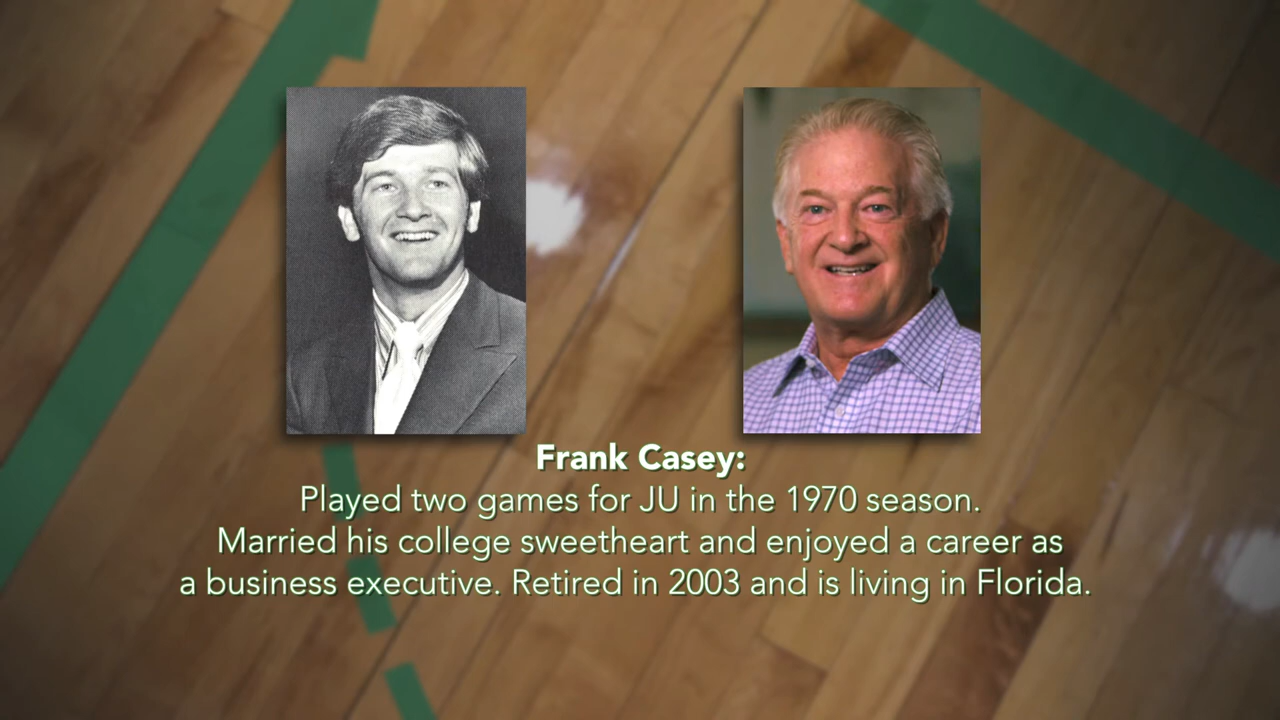 Frank Casey:
Played two games for JU in the 1970 season.
Married his college sweetheart and enjoyed a career as
a business executive. Retired in 2003 and is living in Florida.